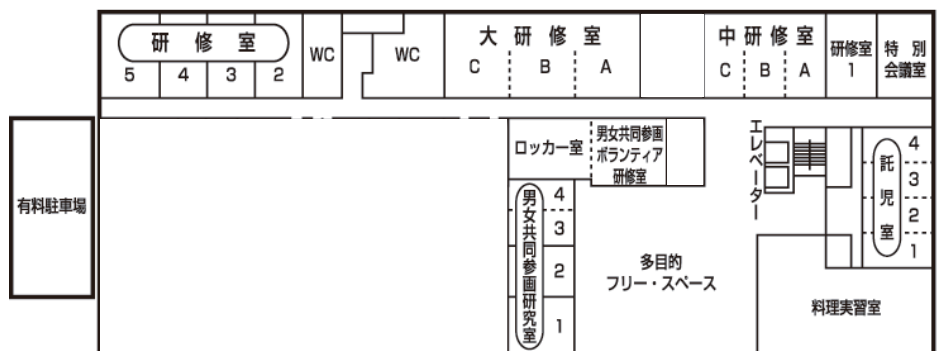 研修室
5 4 3 2
WC
WC
大研修室
C B A
中研修室
C B A
研修室
1
特別
会議室
有料駐車場
ロッカー室
男女共同参画
ボランティア
研修室
エレベーター
託児室
4
3
2
1
男女共同参画研究室
4
3
2
1
多目的
フリー・スペース
料理実習室